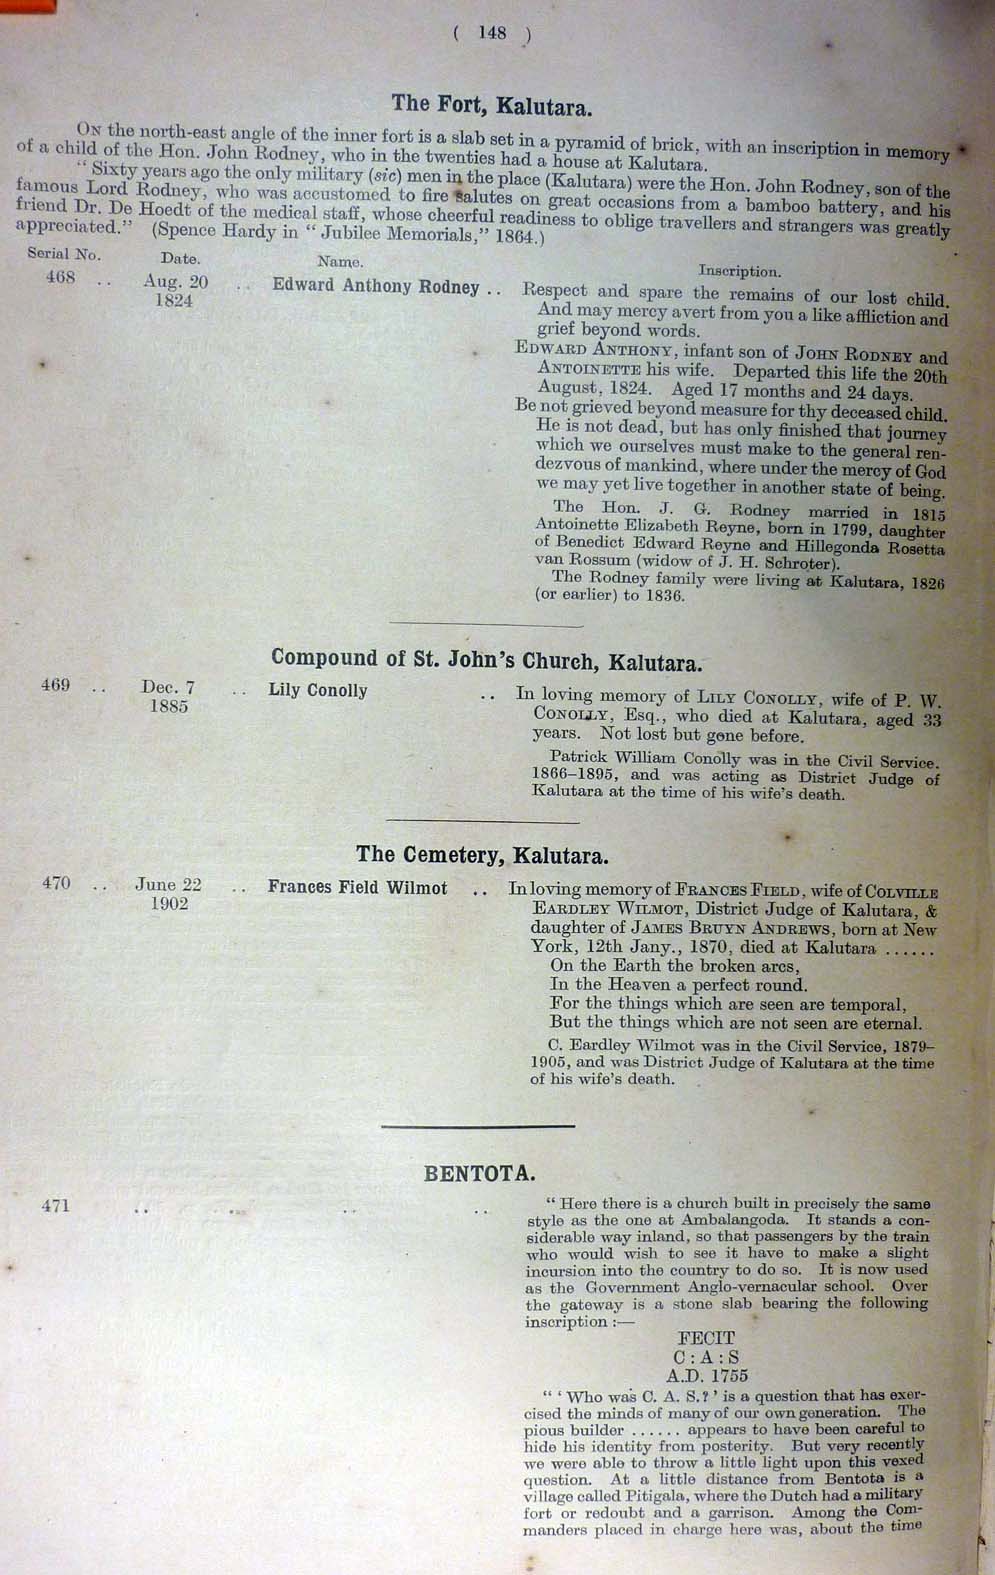 ( 148 )
The Fort, Kalutara.
ON the north-east angle of the inner fort is a slab set in a pyramid of brick, with an inscription in memory
of a child of the Hon. John Rodney, who in the twenties had a house at Kalutara.
“ Sixty years ago the only military (sic) men in the place (Kalutara) were the Hon. John Rodney, son of the
famous Lord Rodney, who was accustomed to fire salutes on great occasions from a bamboo battery, and his
friend Dr. De Hoedt of the medical staff, whose cheerful readiness to oblige travellers and strangers was greatly
appreciated.” (Spence Hardy in “ Jubilee Memorials,” 1864.)
Serial No. Date. Name. Inscription.
468 .. Aug. 20 .. Edward Anthony Rodney .. Respect and spare the remains of our lost child.
1824 And may mercy avert from you a like affliction and
grief beyond words.
EDWARD ANTHONY, infant son of JOHN RODNEY and
ANTOINETTE his wife. Departed this life the 20th
August, 1824. Aged 17 months and 24 days.
Be not grieved beyond measure for thy deceased child.
He is not dead, but has only finished that journey
which we ourselves must make to the general ren-
dezvous of mankind, where under the mercy of God
we may yet live together in another state of being.
The Hon. J. G. Rodney married in 1815
Antoinette Elizabeth Reyne, born in 1799, daughter
of Benedict Edward Reyne and Hillegonda Rosetta
van Rossum (widow of J. H. Schroter).
The Rodney family were living at Kalutara, 1826
(or earlier) to 1836.
Compound of St. John’s Church, Kalutara.
469 .. Dec. 7 .. Lily Conolly .. In loving memory of LILY CONOLLY, wife of P. W.
1885 CONOLLY, Esq., who died at Kalutara, aged 33
years. Not lost but gone before.
Patrick William Conolly was in the Civil Service.
1866–1895, and was acting as District Judge of
Kalutara at the time of his wife’s death.
The Cemetery, Kalutara.
470 .. June 22 .. Frances Field Wilmot .. In loving memory of FRANCES FIELD, wife of COLVILLE
1902 EARDLEY WILMOT, District Judge of Kalutara, &
daughter of JAMES BRUYN ANDREWS, born at New
York, 12th Jany., 1870, died at Kalutara ......
On the Earth the broken arcs,
In the Heaven a perfect round.
For the things which are seen are temporal,
But the things which are not seen are eternal.
C. Eardley Wilmot was in the Civil Service, 1879–
1905, and was District Judge of Kalutara at the time
of his wife’s death.
BENTOTA.
471 .. .. .. .. “ Here there is a church built in precisely the same
style as the one at Ambalangoda. It stands a con-
siderable way inland, so that passengers by the train
who would wish to see it have to make a slight
incursion into the country to do so. It is now used
as the Government Anglo-vernacular school. Over
the gateway is a stone slab bearing the following
inscription :—
FECIT
C : A : S
A.D. 1755
“ ‘ Who was C. A. S. ? ’ is a question that has exer-
cised the minds of many of our own generation. The
pious builder ...... appears to have been careful to
hide his identity from posterity. But very recently
we were able to throw a little light upon this vexed
question. At a little distance from Bentota is a
village called Pitigala, where the Dutch had a military
fort or redoubt and a garrison. Among the Com-
manders placed in charge here was, about the time